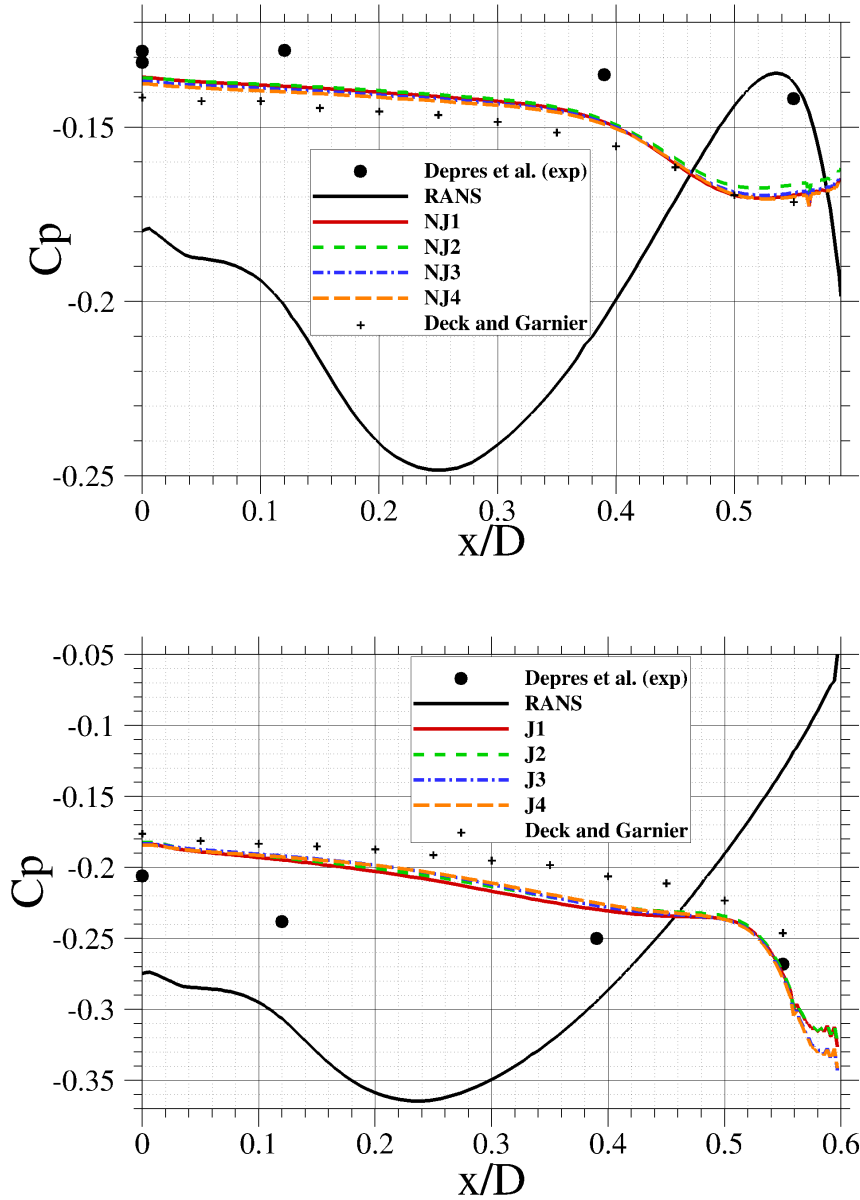 -0.15
-0.2
-0.25
Cp
Depres et al. (exp)
RANS
NJ1
NJ2
NJ3
NJ4
Deck and Garnier
0 0.1 0.2 0.3 0.4 0.5
x/D
-0.05
-0.1
-0.15
-0.2
-0.25
-0.3
-0.35
Cp
Depres et al. (exp)
RANS
J1
J2
J3
J4
Deck and Garnier
0 0.1 0.2 0.3 0.4 0.5 0.6
x/D